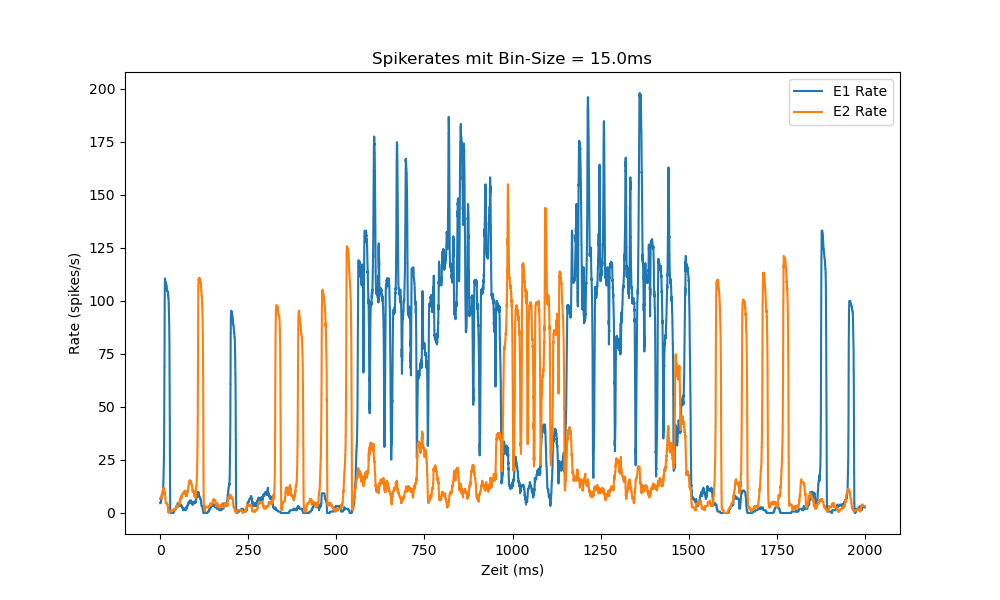 Spikerates mit Bin-Size = 15.0ms
E1 Rate
E2 Rate
Rate (spikes/s)
200
175
150
125
100
75
50
25
0
0 250 500 750 1000 1250 1500 1750 2000
Zeit (ms)